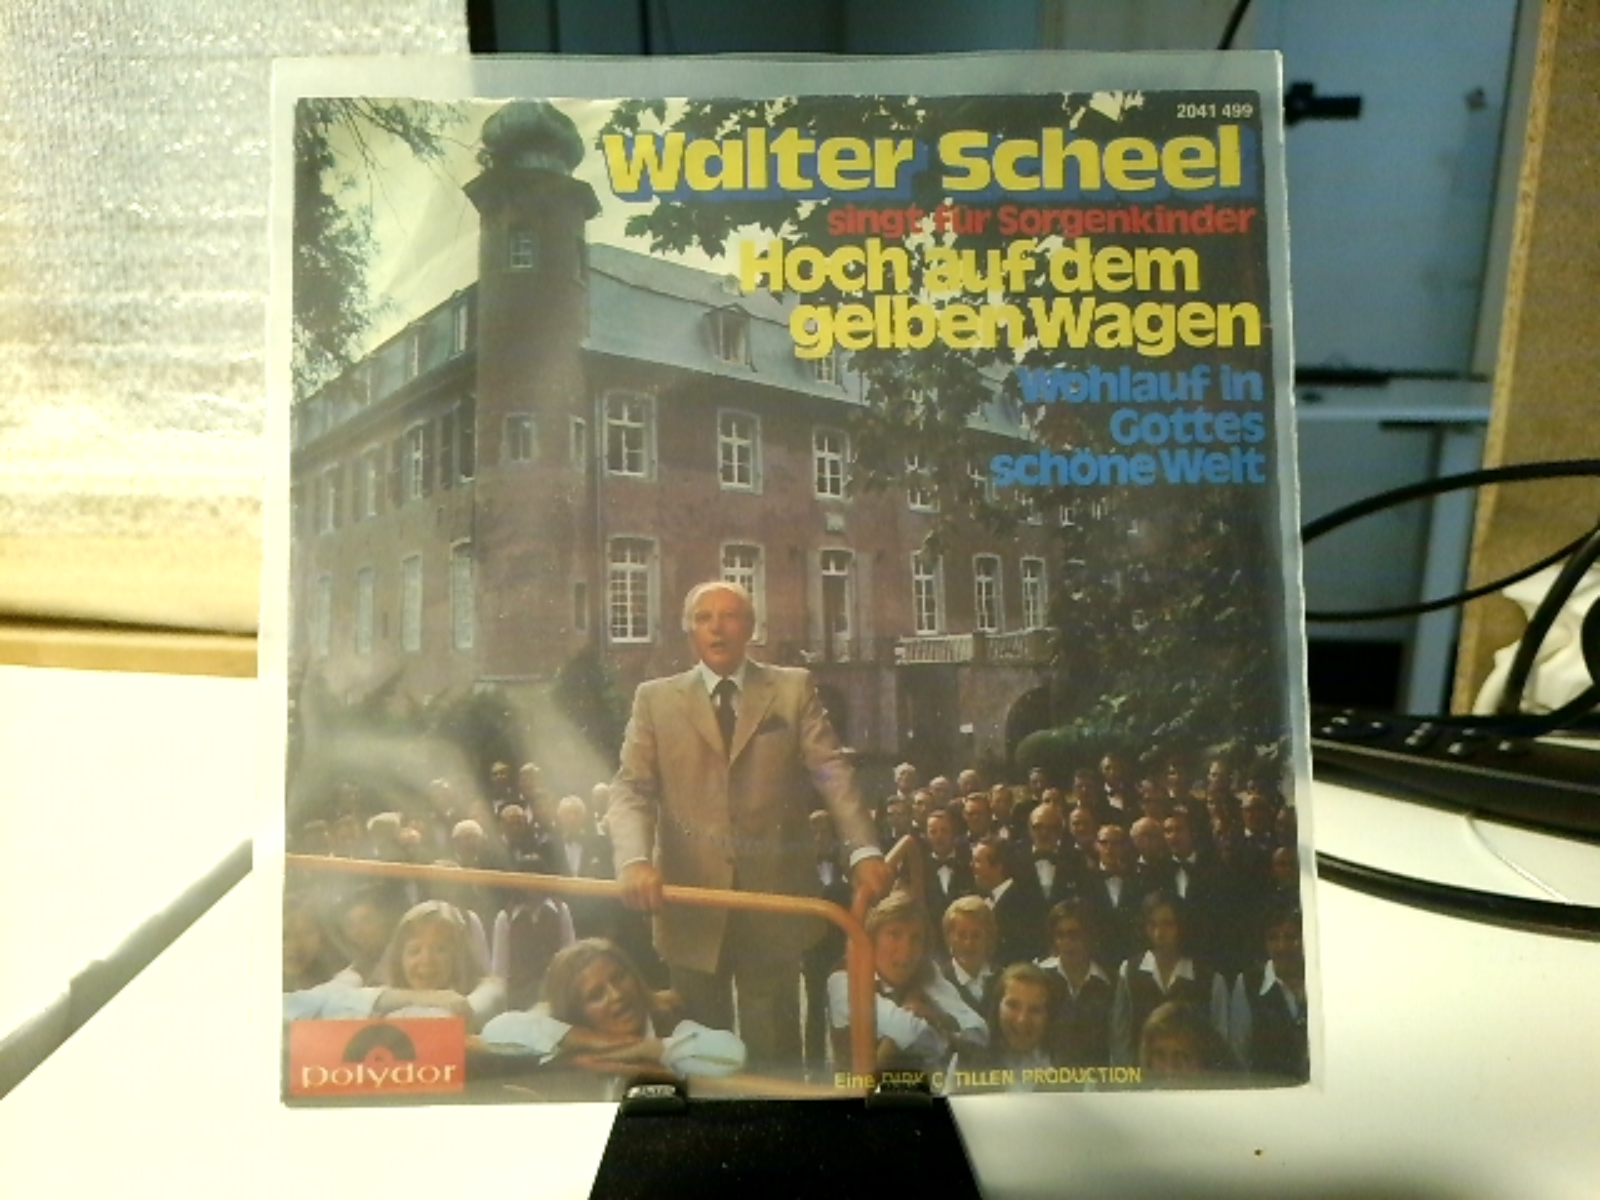 2041 499
Walter Scheel
singt für Sorgenkinder
Hoch auf dem
gelben Wagen
Wohlauf in
Gottes
schöne Welt
polydor
Eine DIRK C. TILLEN PRODUCTION